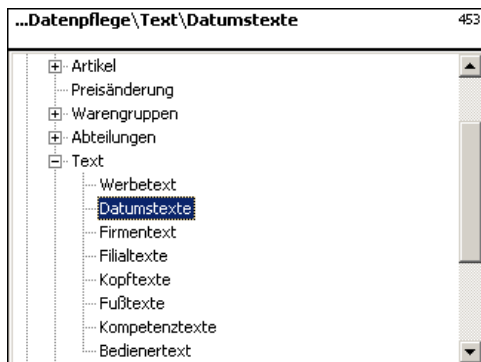 ...Datenpflege\Text\Datumstexte 453
Artikel
Preisänderung
Warengruppen
Abteilungen
Text
Werbetext
Datumstexte
Firmentext
Filialtexte
Kopftexte
Fußtexte
Kompetenztexte
Bedienertext